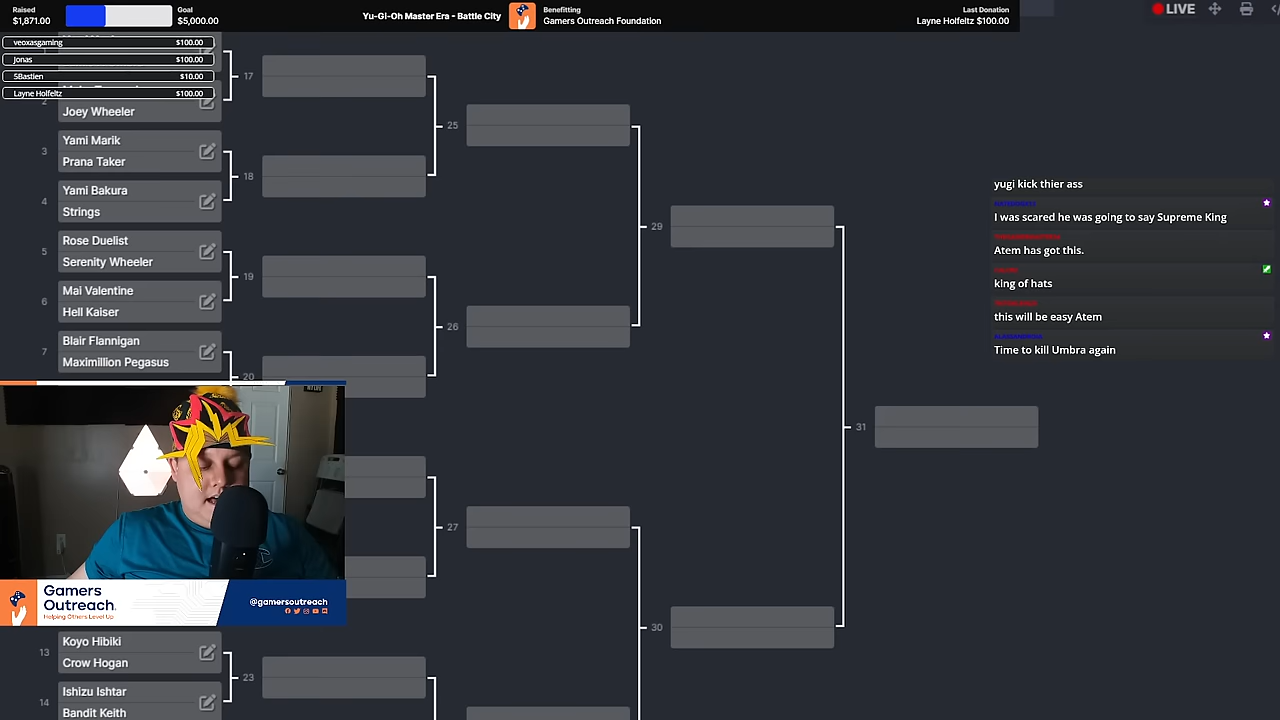 Raised
$1,871.00
Goal
$5,000.00
Yu-Gi-Oh Master Era - Battle City
Benefitting
Gamers Outreach Foundation
Last Donation
Layne Holfeltz $100.00
LIVE
veoxasgaming $100.00
Jonas $100.00
SBastien $10.00
Layne Holfeltz $100.00
2
Joey Wheeler
3
Yami Marik
Prana Taker
4
Yami Bakura
Strings
5
Rose Duelist
Serenity Wheeler
6
Mai Valentine
Hell Kaiser
7
Blair Flannigan
Maximillion Pegasus
13
Koyo Hibiki
Crow Hogan
14
Ishizu Ishtar
Bandit Keith
17
18
19
20
23
25
26
27
29
30
31
yugi kick thier ass
I was scared he was going to say Supreme King
Atem has got this.
king of hats
this will be easy Atem
Time to kill Umbra again
Gamers
Outreach
Helping Others Level Up
@gamersoutreach